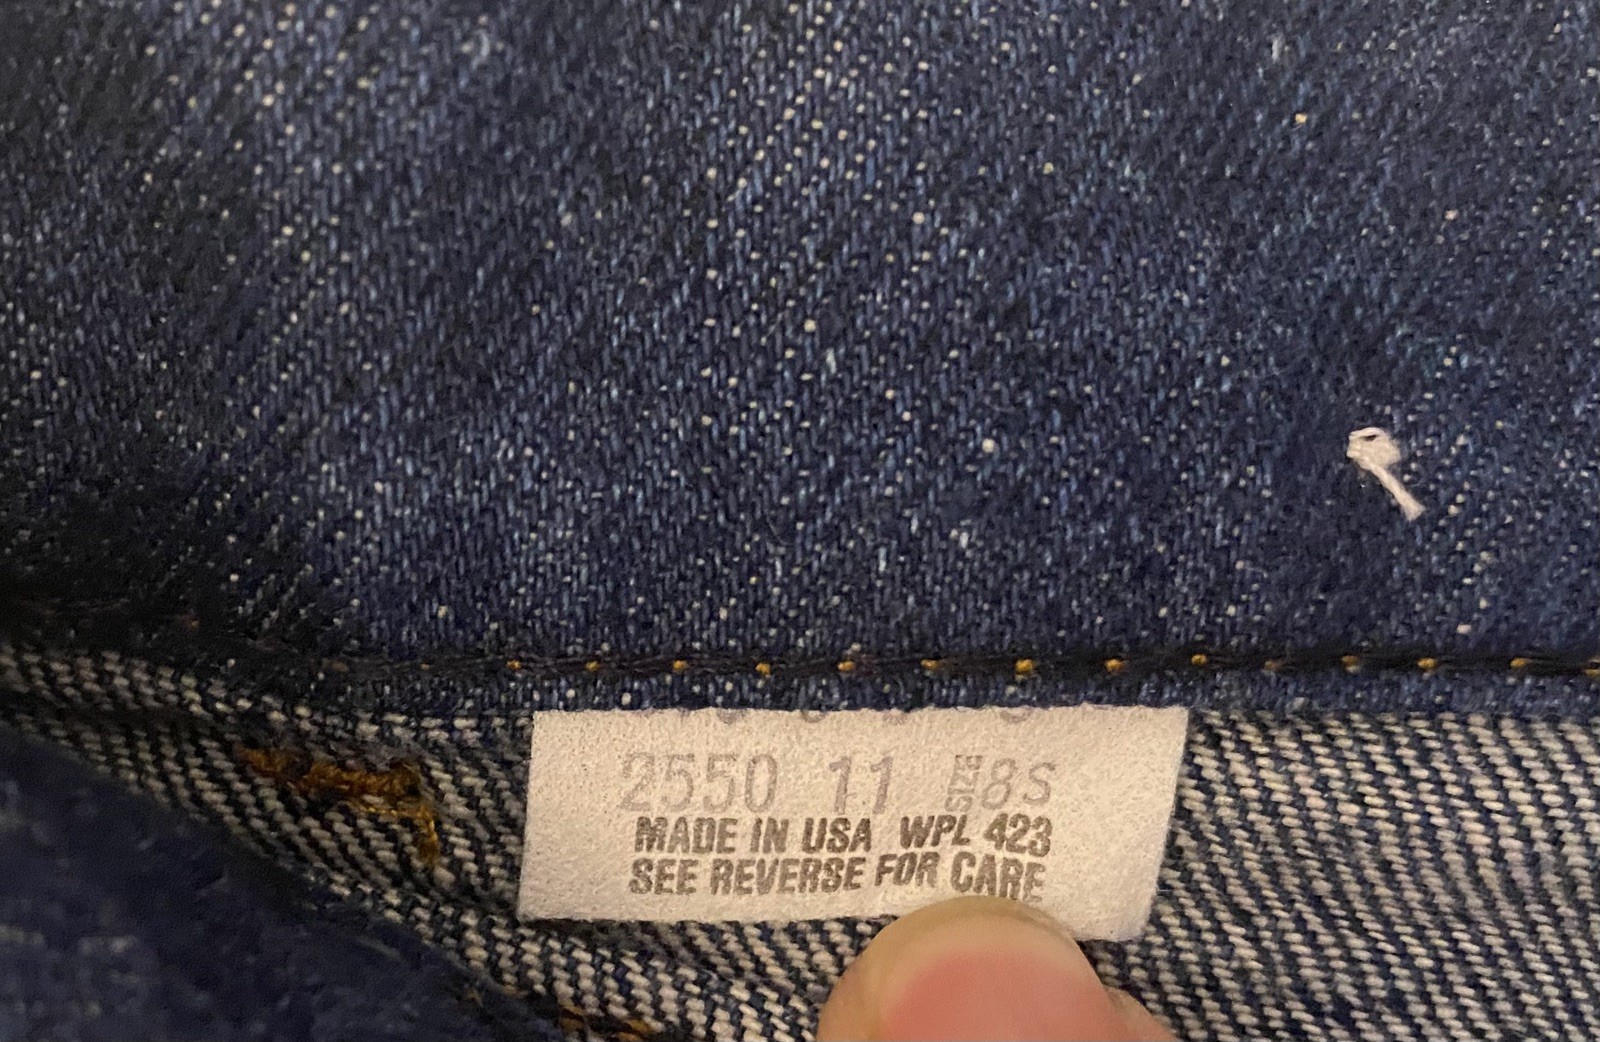 2550 11 SIZE 8S
MADE IN USA WPL 423
SEE REVERSE FOR CARE